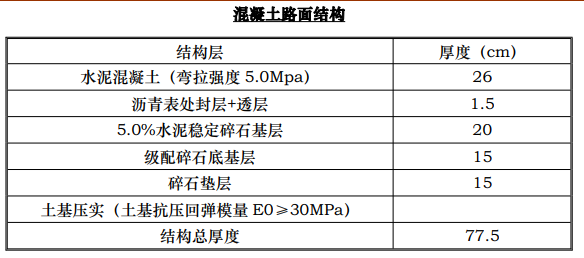 混凝土路面结构
结构层 厚度（cm）
水泥混凝土（弯拉强度 5.0Mpa） 26
沥青表处封层+透层 1.5
5.0%水泥稳定碎石基层 20
级配碎石底基层 15
碎石垫层 15
土基压实（土基抗压回弹模量 E0≥30MPa）
结构总厚度 77.5